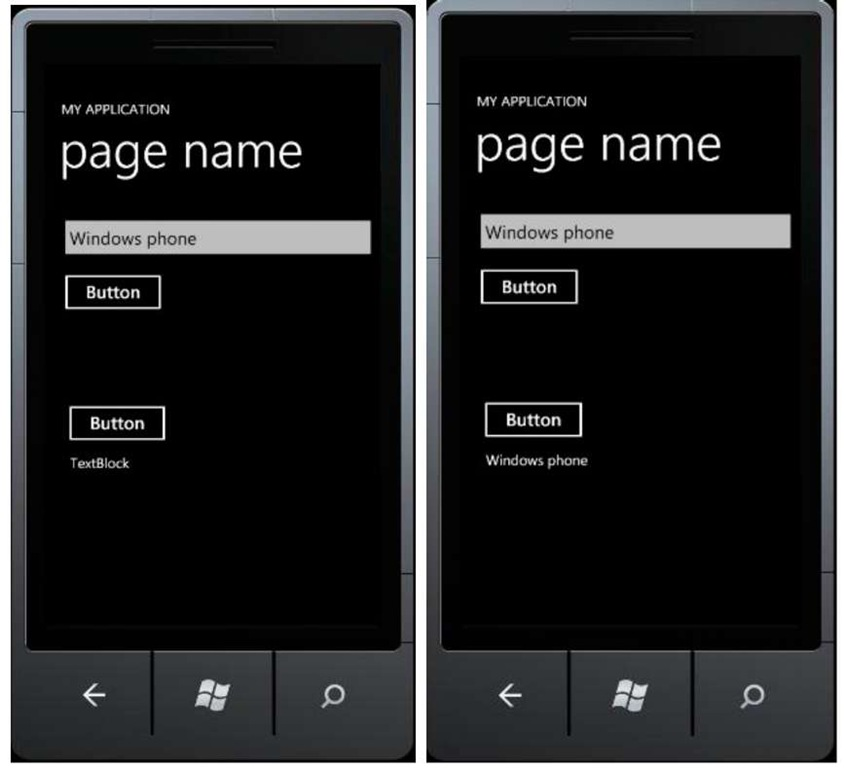 MY APPLICATION
page name
Windows phone
Button
Button
TextBlock
MY APPLICATION
page name
Windows phone
Button
Button
Windows phone